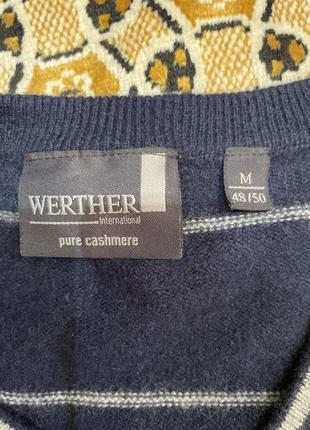 WERTHER
International
pure cashmere
M
48/50